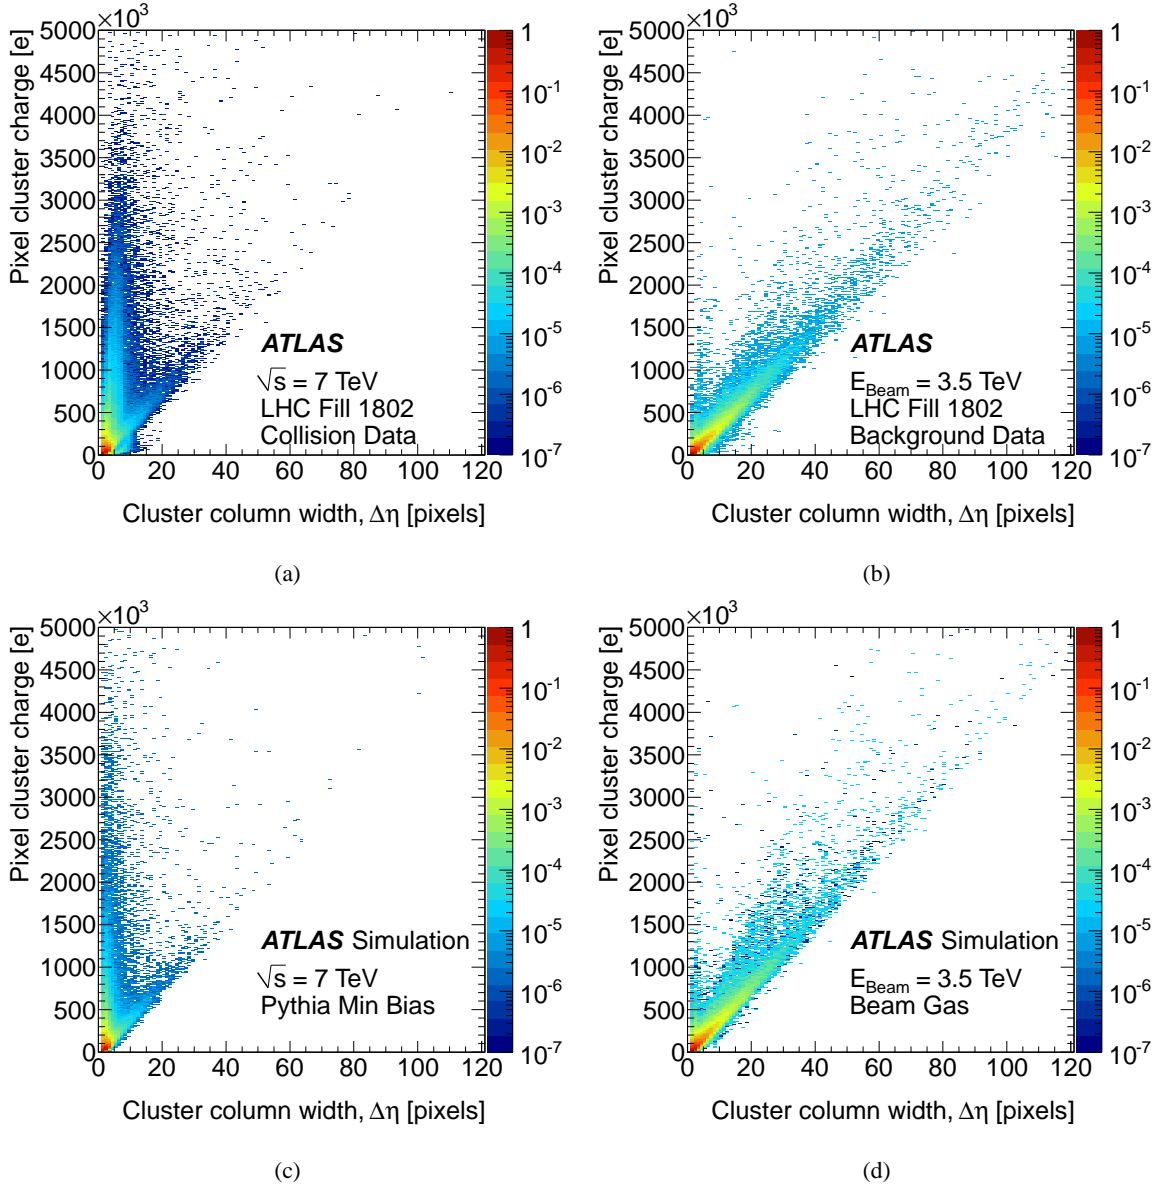 ×10³
Pixel cluster charge [e]
5000
4500
4000
3500
3000
2500
2000
1500
1000
500
0
0 20 40 60 80 100 120
Cluster column width, Δη [pixels]
ATLAS
√s = 7 TeV
LHC Fill 1802
Collision Data
1
10⁻¹
10⁻²
10⁻³
10⁻⁴
10⁻⁵
10⁻⁶
10⁻⁷
(a)
×10³
Pixel cluster charge [e]
5000
4500
4000
3500
3000
2500
2000
1500
1000
500
0
0 20 40 60 80 100 120
Cluster column width, Δη [pixels]
ATLAS
E_Beam = 3.5 TeV
LHC Fill 1802
Background Data
1
10⁻¹
10⁻²
10⁻³
10⁻⁴
10⁻⁵
10⁻⁶
10⁻⁷
(b)
×10³
Pixel cluster charge [e]
5000
4500
4000
3500
3000
2500
2000
1500
1000
500
0
0 20 40 60 80 100 120
Cluster column width, Δη [pixels]
ATLAS Simulation
√s = 7 TeV
Pythia Min Bias
1
10⁻¹
10⁻²
10⁻³
10⁻⁴
10⁻⁵
10⁻⁶
10⁻⁷
(c)
×10³
Pixel cluster charge [e]
5000
4500
4000
3500
3000
2500
2000
1500
1000
500
0
0 20 40 60 80 100 120
Cluster column width, Δη [pixels]
ATLAS Simulation
E_Beam = 3.5 TeV
Beam Gas
1
10⁻¹
10⁻²
10⁻³
10⁻⁴
10⁻⁵
10⁻⁶
10⁻⁷
(d)